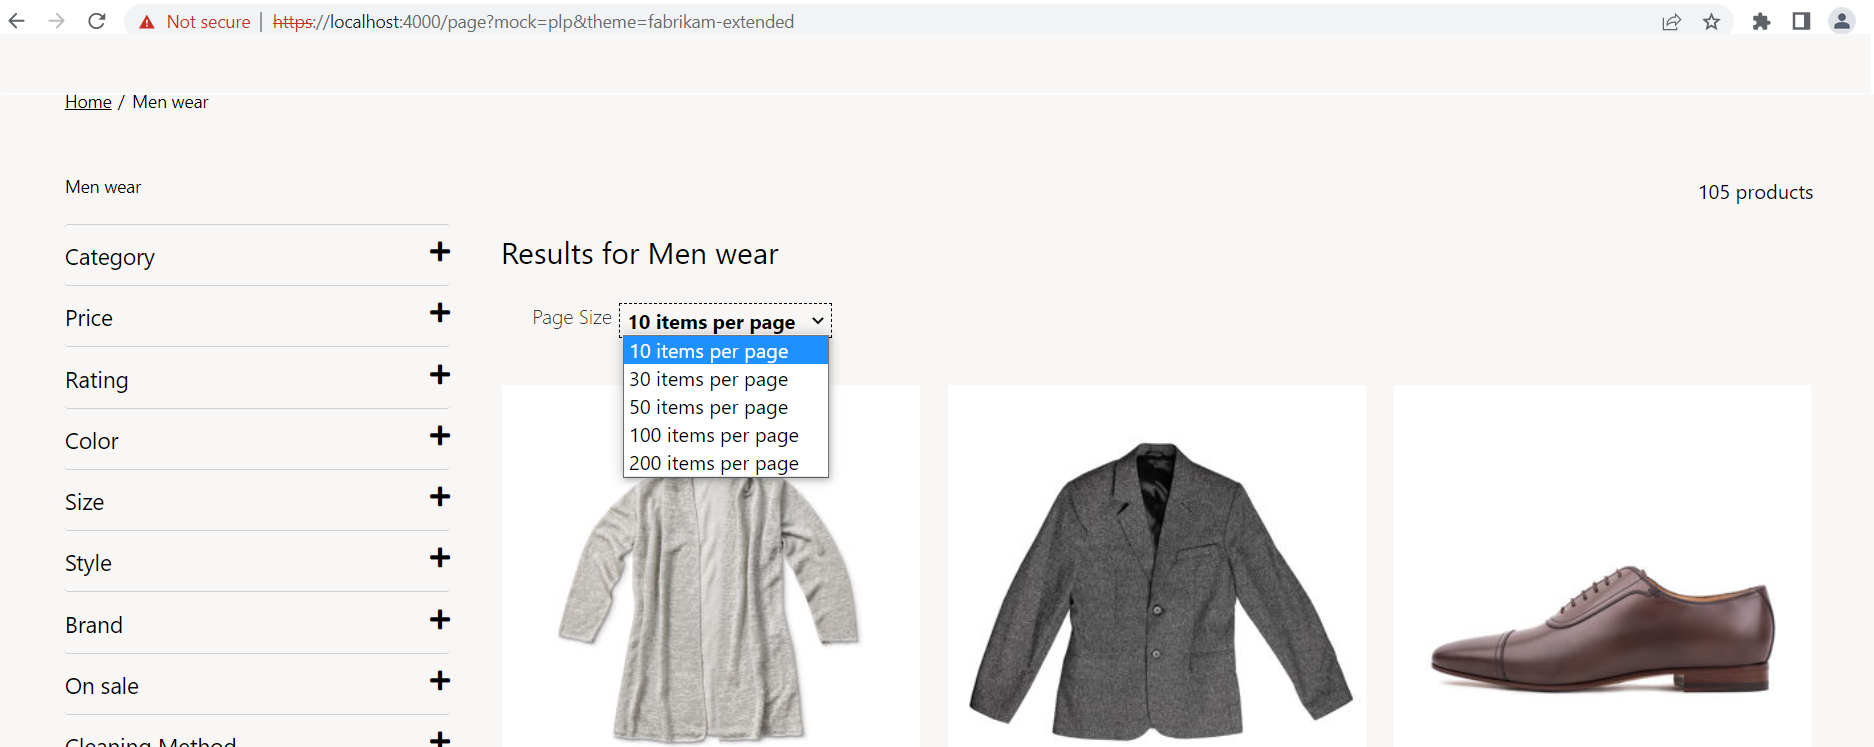 Not secure | https://localhost:4000/page?mock=plp&theme=fabrikam-extended
Home / Men wear
Men wear
105 products
Category
Price
Rating
Color
Size
Style
Brand
On sale
Cleaning Method
Results for Men wear
Page Size 10 items per page
10 items per page
30 items per page
50 items per page
100 items per page
200 items per page